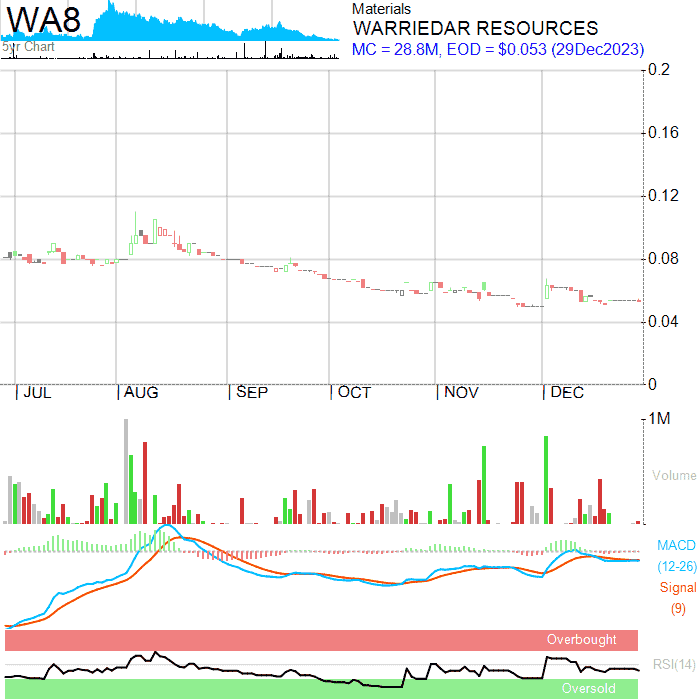 WA8
5yr Chart
Materials
WARRIEDAR RESOURCES
MC = 28.8M, EOD = $0.053 (29Dec2023)
0.2
0.16
0.12
0.08
0.04
0
JUL AUG SEP OCT NOV DEC
1M
Volume
MACD
(12-26)
Signal
(9)
Overbought
RSI(14)
Oversold